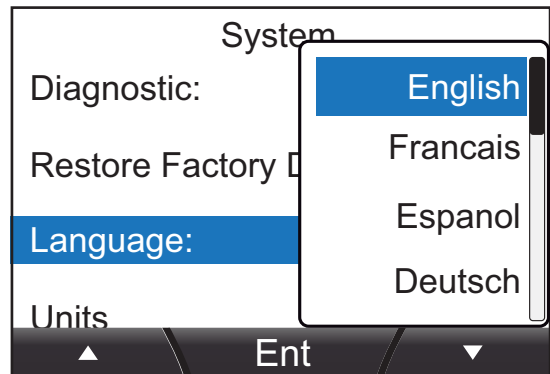 System
Diagnostic:
English
Restore Factory
Francais
Language:
Espanol
Deutsch
Units
Ent